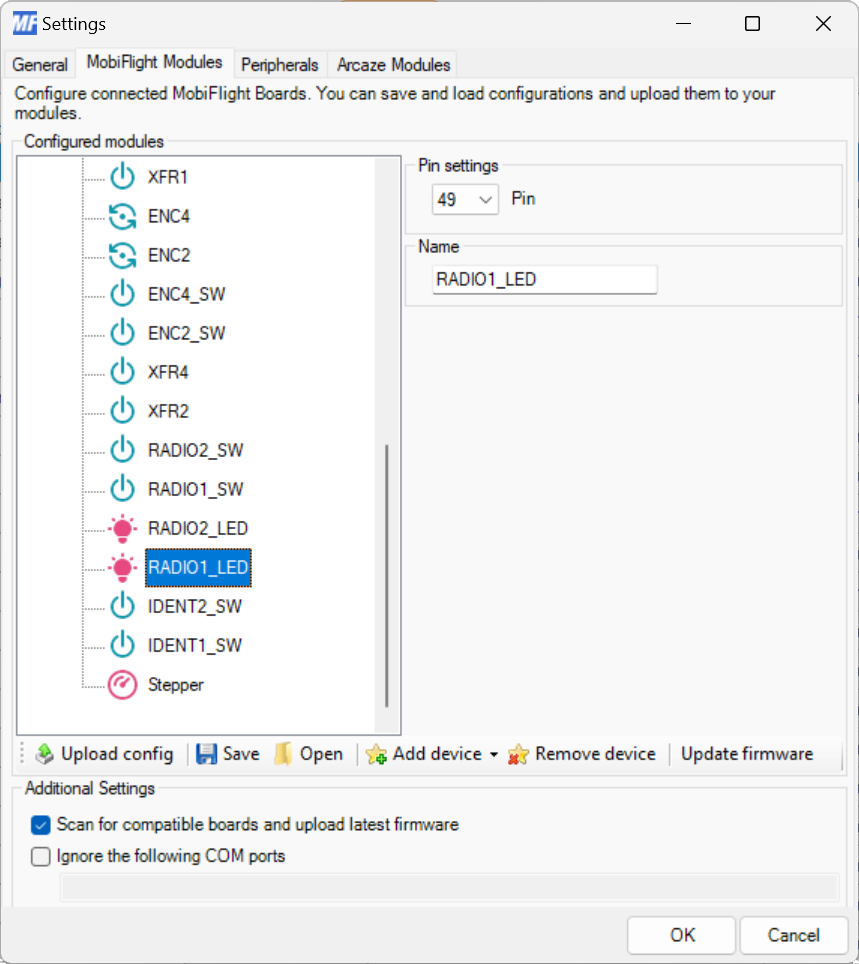 MF Settings
General MobiFlight Modules Peripherals Arcaze Modules
Configure connected MobiFlight Boards. You can save and load configurations and upload them to your
modules.
Configured modules
XFR1
ENC4
ENC2
ENC4_SW
ENC2_SW
XFR4
XFR2
RADIO2_SW
RADIO1_SW
RADIO2_LED
RADIO1_LED
IDENT2_SW
IDENT1_SW
Stepper
Pin settings
49 Pin
Name
RADIO1_LED
Upload config Save Open Add device Remove device Update firmware
Additional Settings
Scan for compatible boards and upload latest firmware
Ignore the following COM ports
OK Cancel